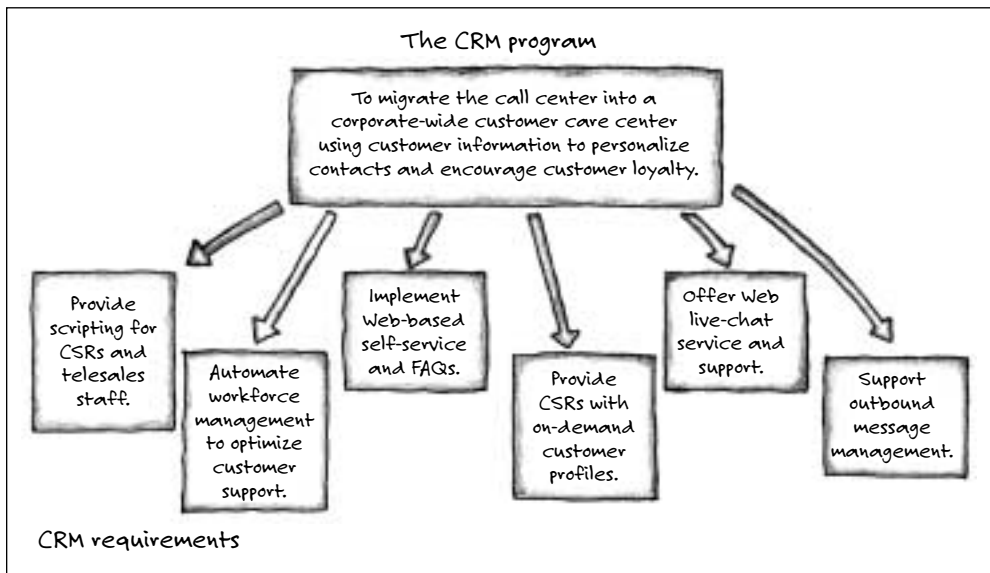 The CRM program
To migrate the call center into a
corporate-wide customer care center
using customer information to personalize
contacts and encourage customer loyalty.
Provide
scripting for
CSRs and
telesales
staff.
Automate
workforce
management
to optimize
customer
support.
Implement
Web-based
self-service
and FAQs.
Provide
CSRs with
on-demand
customer
profiles.
Offer Web
live-chat
service and
support.
Support
outbound
message
management.
CRM requirements